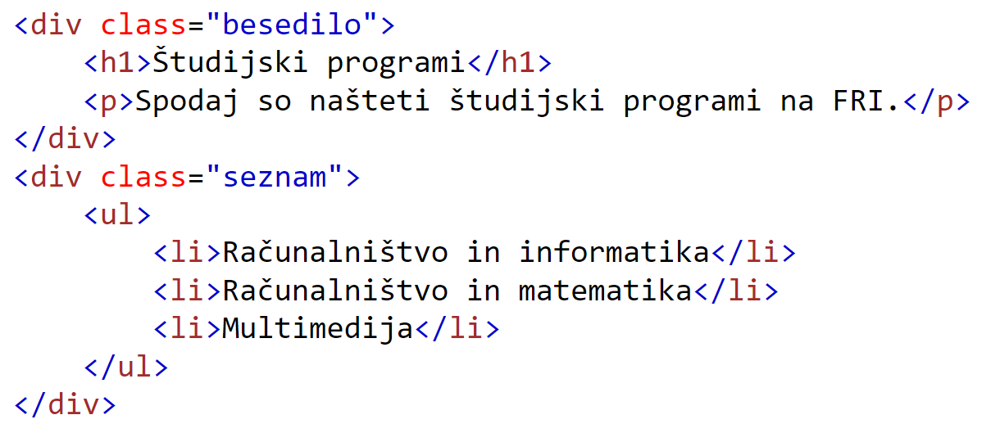 <div class="besedilo">
    <h1>Študijski programi</h1>
    <p>Spodaj so našteti študijski programi na FRI.</p>
</div>
<div class="seznam">
    <ul>
        <li>Računalništvo in informatika</li>
        <li>Računalništvo in matematika</li>
        <li>Multimedija</li>
    </ul>
</div>